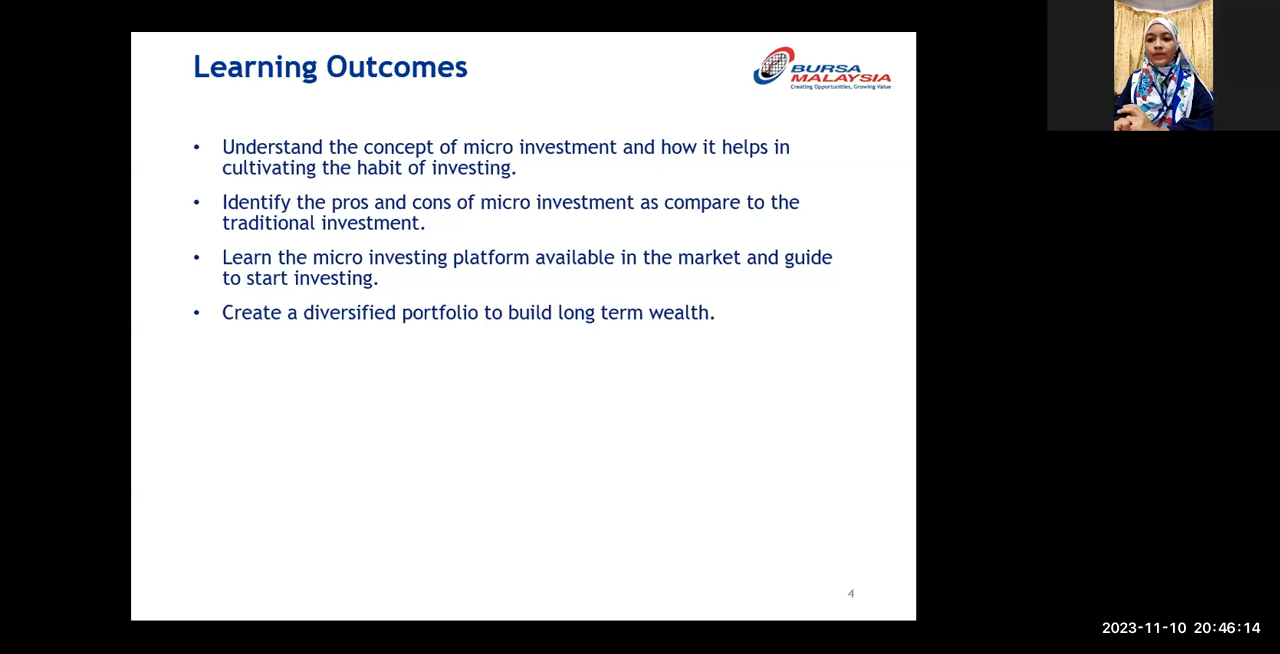 Learning Outcomes
BURSA
MALAYSIA
Creating Opportunities, Growing Value
• Understand the concept of micro investment and how it helps in
cultivating the habit of investing.
• Identify the pros and cons of micro investment as compare to the
traditional investment.
• Learn the micro investing platform available in the market and guide
to start investing.
• Create a diversified portfolio to build long term wealth.
4
2023-11-10 20:46:14